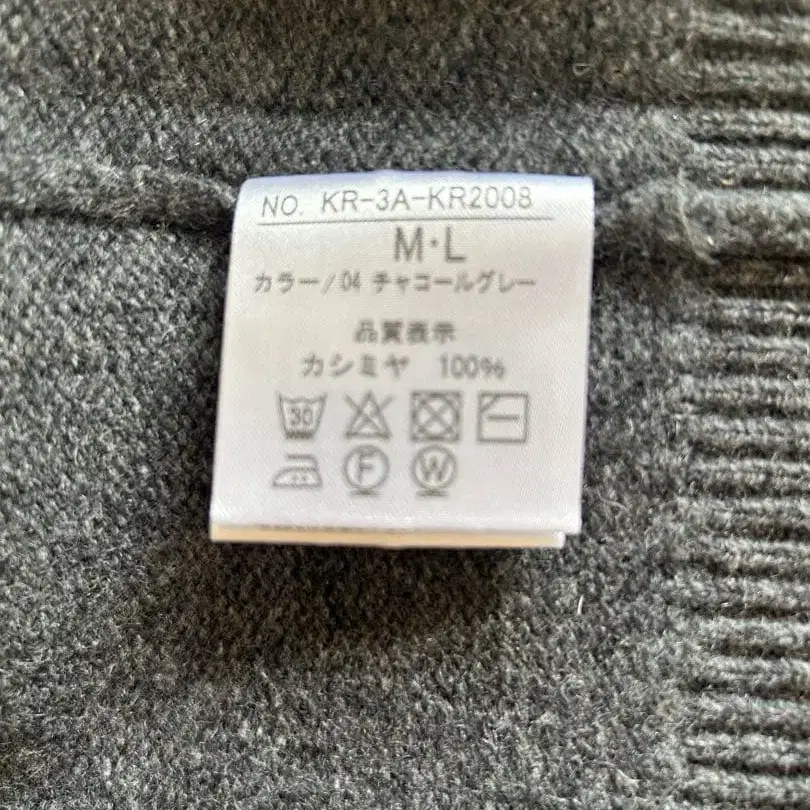 NO. KR-3A-KR2008
M・L
カラー/04 チャコールグレー
品質表示
カシミヤ 100%
30
F W